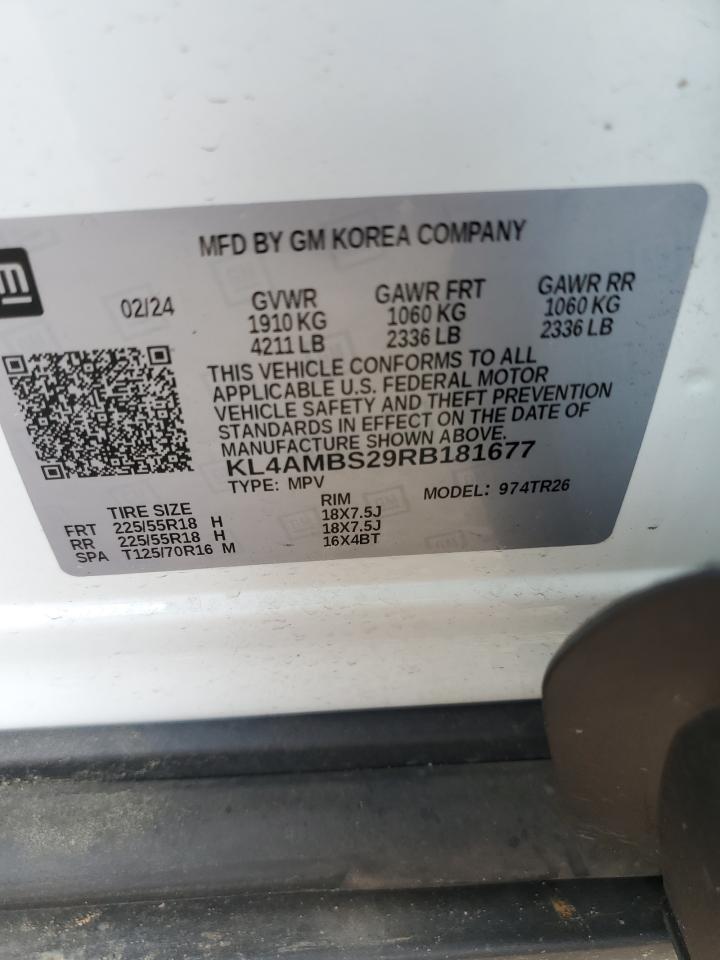 gm
MFD BY GM KOREA COMPANY
02/24 GVWR GAWR FRT GAWR RR
1910 KG 1060 KG 1060 KG
4211 LB 2336 LB 2336 LB
THIS VEHICLE CONFORMS TO ALL
APPLICABLE U.S. FEDERAL MOTOR
VEHICLE SAFETY AND THEFT PREVENTION
STANDARDS IN EFFECT ON THE DATE OF
MANUFACTURE SHOWN ABOVE.
KL4AMBS29RB181677
TYPE: MPV MODEL: 974TR26
TIRE SIZE RIM
FRT 225/55R18 H 18X7.5J
RR 225/55R18 H 18X7.5J
SPA T125/70R16 M 16X4BT